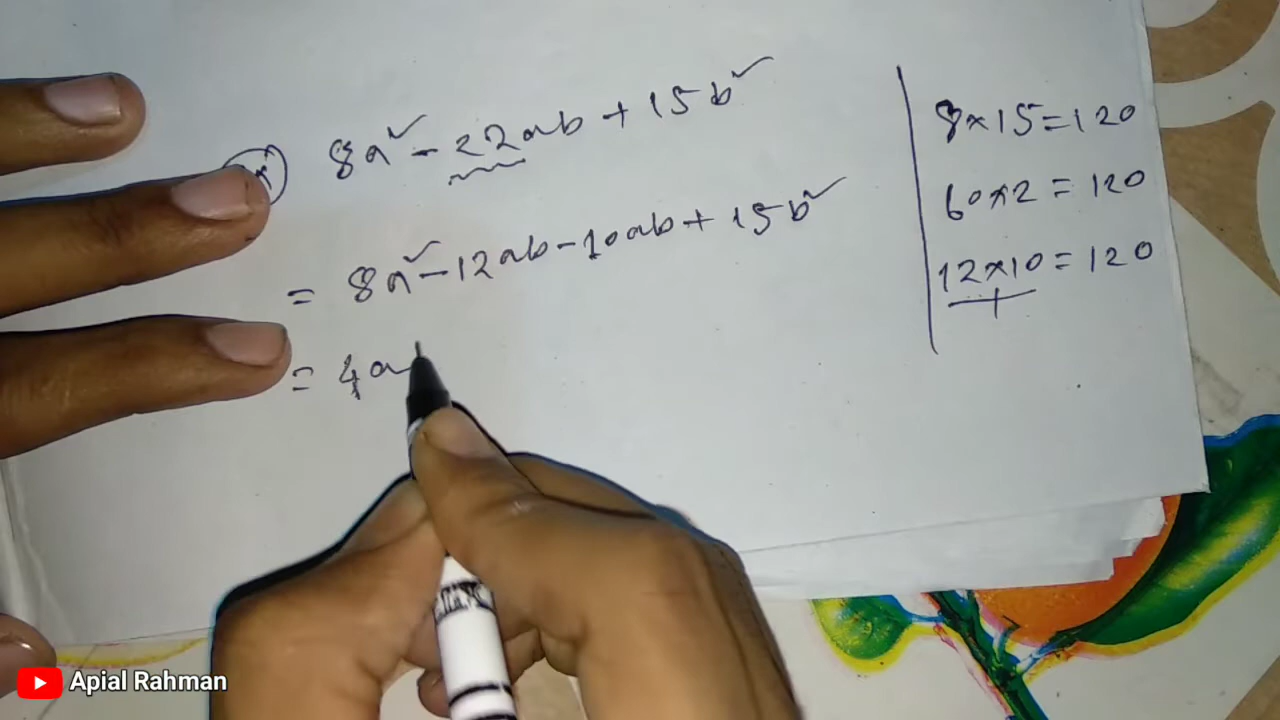 8a² - 22ab + 15b²
= 8a² - 12ab - 10ab + 15b²
= 4a
8×15=120
60×2=120
12×10=120
Apial Rahman